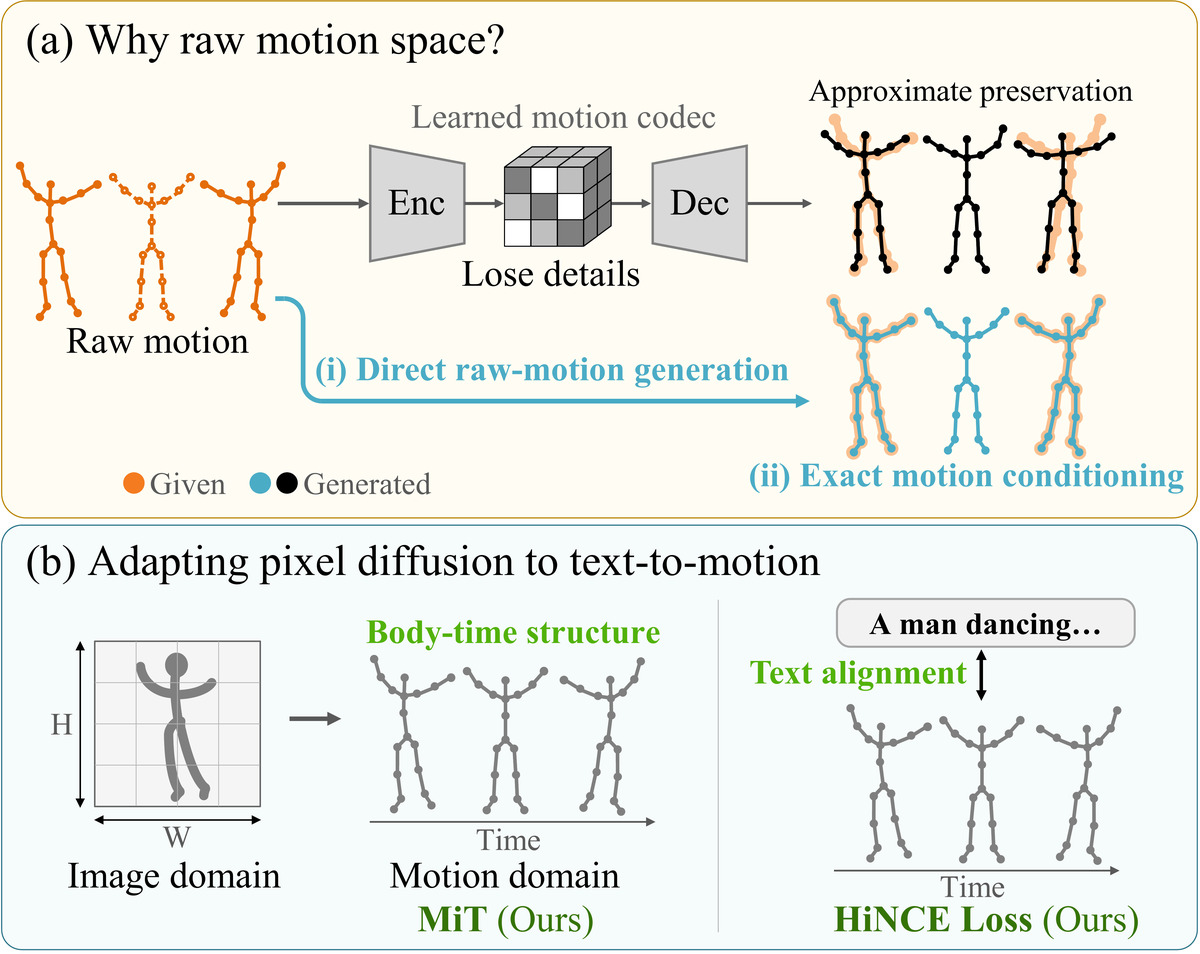 (a) Why raw motion space?
Learned motion codec
Approximate preservation
Enc
Dec
Lose details
Raw motion
(i) Direct raw-motion generation
Given
Generated
(ii) Exact motion conditioning
(b) Adapting pixel diffusion to text-to-motion
Body-time structure
H
W
Image domain
Time
Motion domain
MiT (Ours)
A man dancing…
Text alignment
Time
HiNCE Loss (Ours)